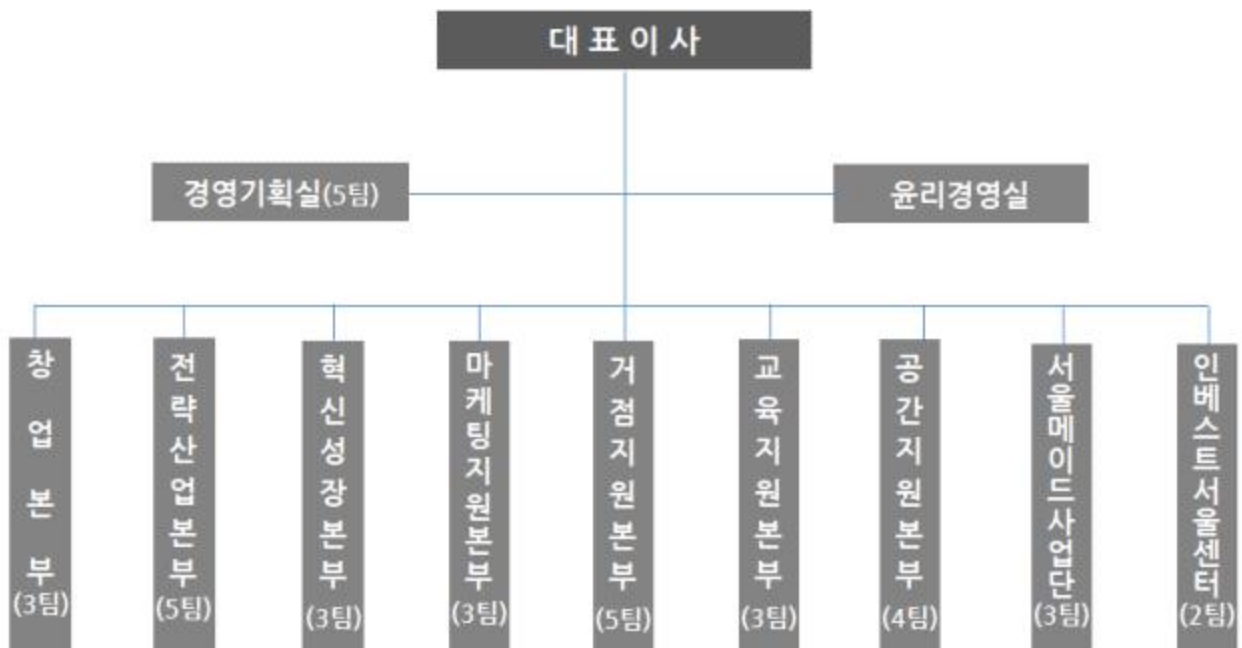 대표이사
경영기획실(5팀)
윤리경영실
창업본부
(3팀)
전략산업본부
(5팀)
혁신성장본부
(3팀)
마케팅지원본부
(3팀)
거점지원본부
(5팀)
교육지원본부
(3팀)
공간지원본부
(4팀)
서울메이드사업단
(3팀)
인베스트서울센터
(2팀)